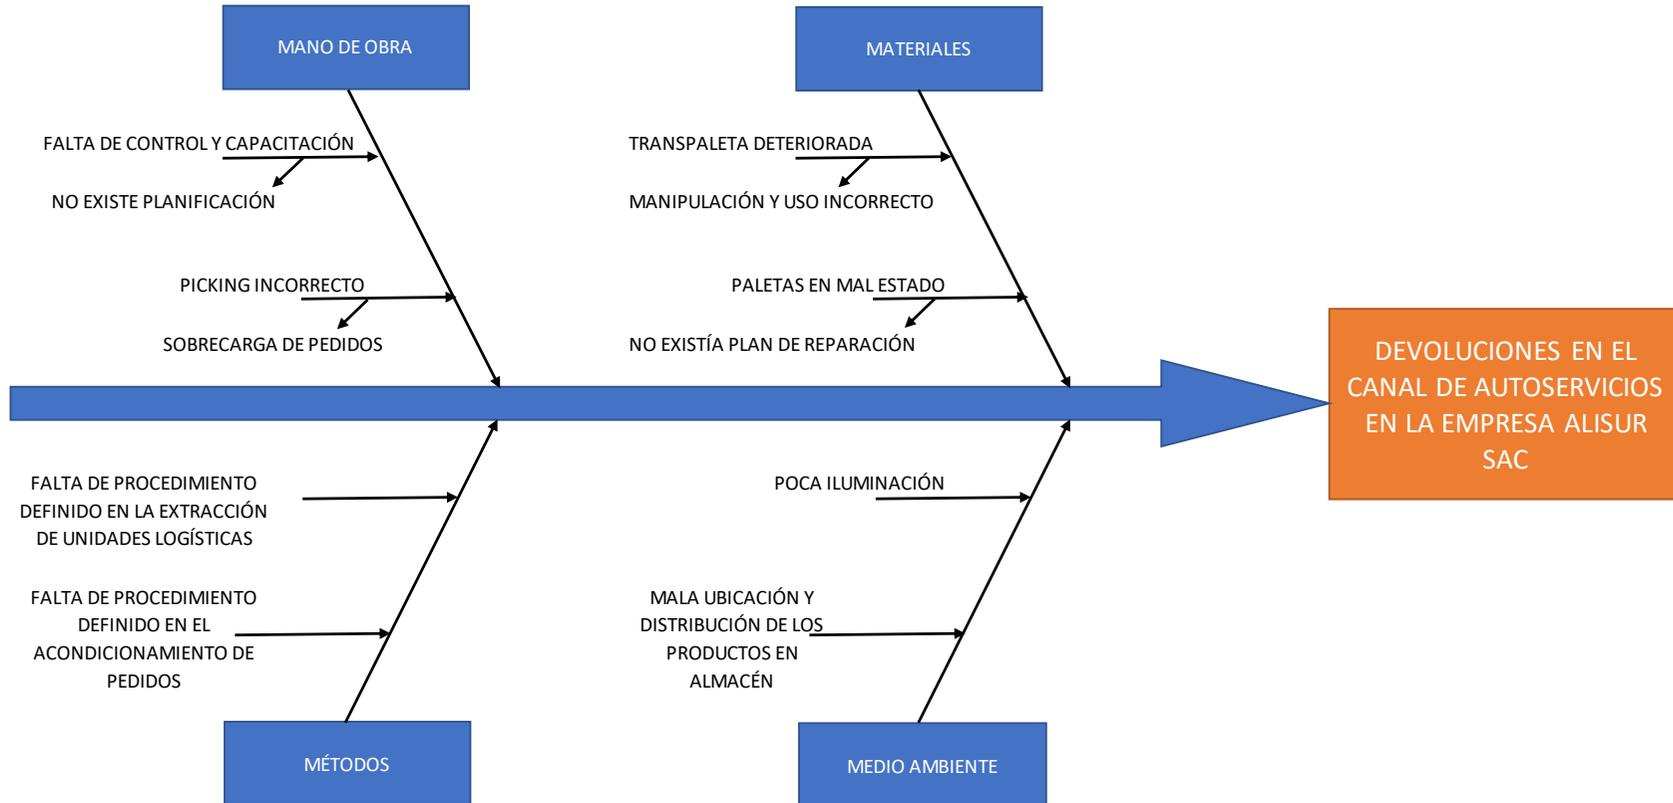 MANO DE OBRA
MATERIALES
FALTA DE CONTROL Y CAPACITACIÓN
NO EXISTE PLANIFICACIÓN
PICKING INCORRECTO
SOBRECARGA DE PEDIDOS
TRANSPALETA DETERIORADA
MANIPULACIÓN Y USO INCORRECTO
PALETAS EN MAL ESTADO
NO EXISTÍA PLAN DE REPARACIÓN
DEVOLUCIONES EN EL
CANAL DE AUTOSERVICIOS
EN LA EMPRESA ALISUR
SAC
FALTA DE PROCEDIMIENTO
DEFINIDO EN LA EXTRACCIÓN
DE UNIDADES LOGÍSTICAS
FALTA DE PROCEDIMIENTO
DEFINIDO EN EL
ACONDICIONAMIENTO DE
PEDIDOS
POCA ILUMINACIÓN
MALA UBICACIÓN Y
DISTRIBUCIÓN DE LOS
PRODUCTOS EN
ALMACÉN
MÉTODOS
MEDIO AMBIENTE